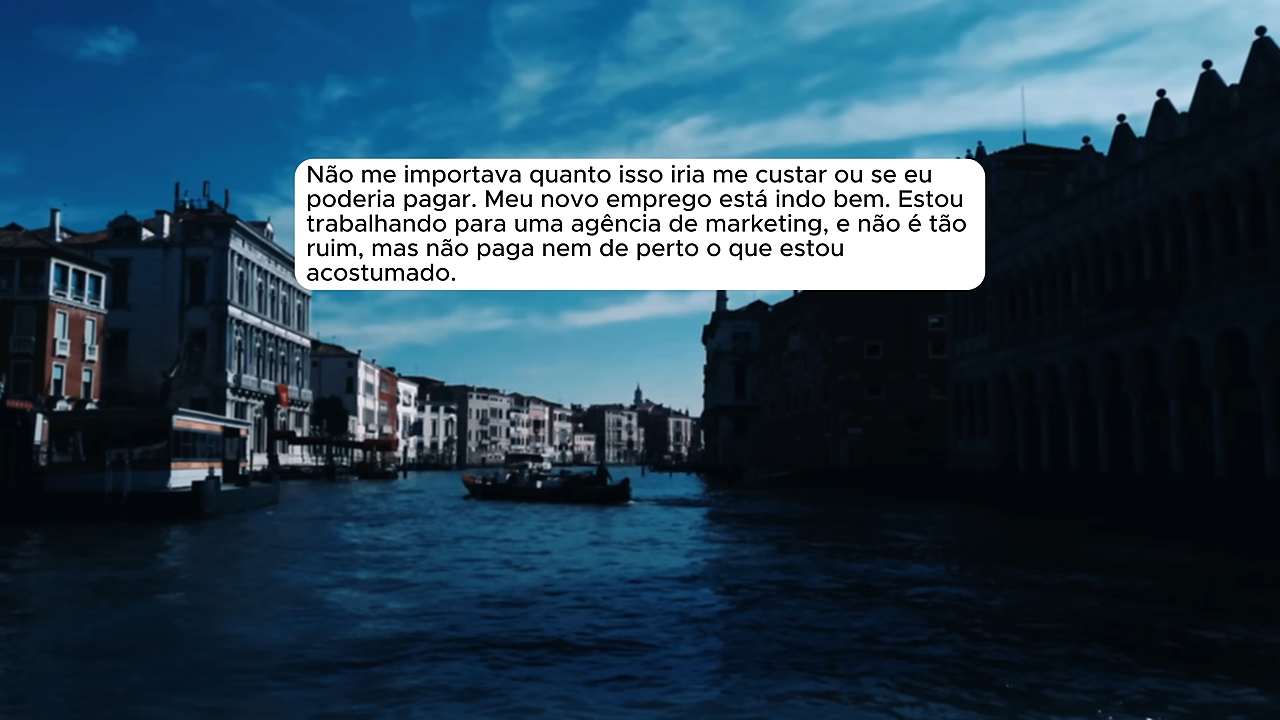 Não me importava quanto isso iria me custar ou se eu
poderia pagar. Meu novo emprego está indo bem. Estou
trabalhando para uma agência de marketing, e não é tão
ruim, mas não paga nem de perto o que estou
acostumado.